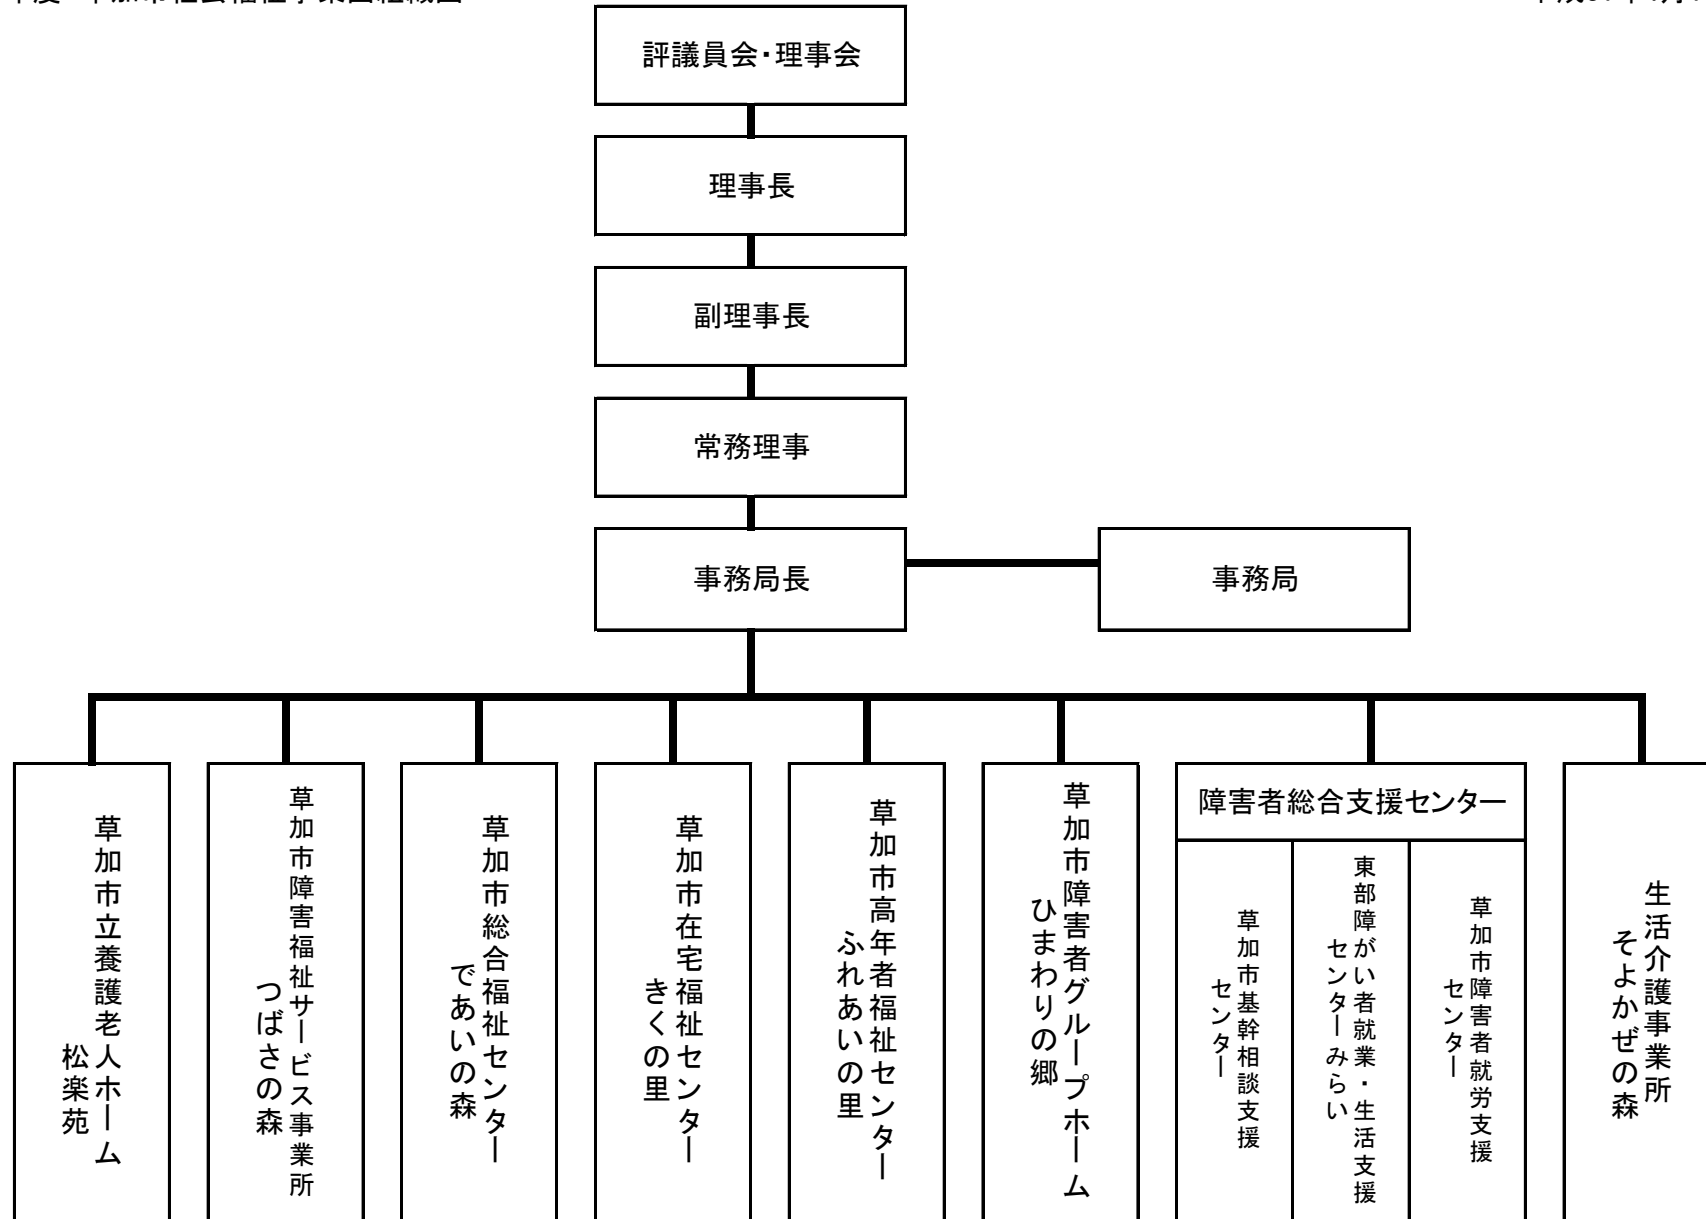 評議員会・理事会
理事長
副理事長
常務理事
事務局長
事務局
草加市立養護老人ホーム
松楽苑
草加市障害福祉サービス事業所
つばさの森
草加市総合福祉センター
であいの森
草加市在宅福祉センター
きくの里
草加市高年者福祉センター
ふれあいの里
草加市障害者グループホーム
ひまわりの郷
障害者総合支援センター
草加市基幹相談支援
センター
東部障がい者就業・生活支援
センターみらい
草加市障害者就労支援
センター
生活介護事業所
そよかぜの森